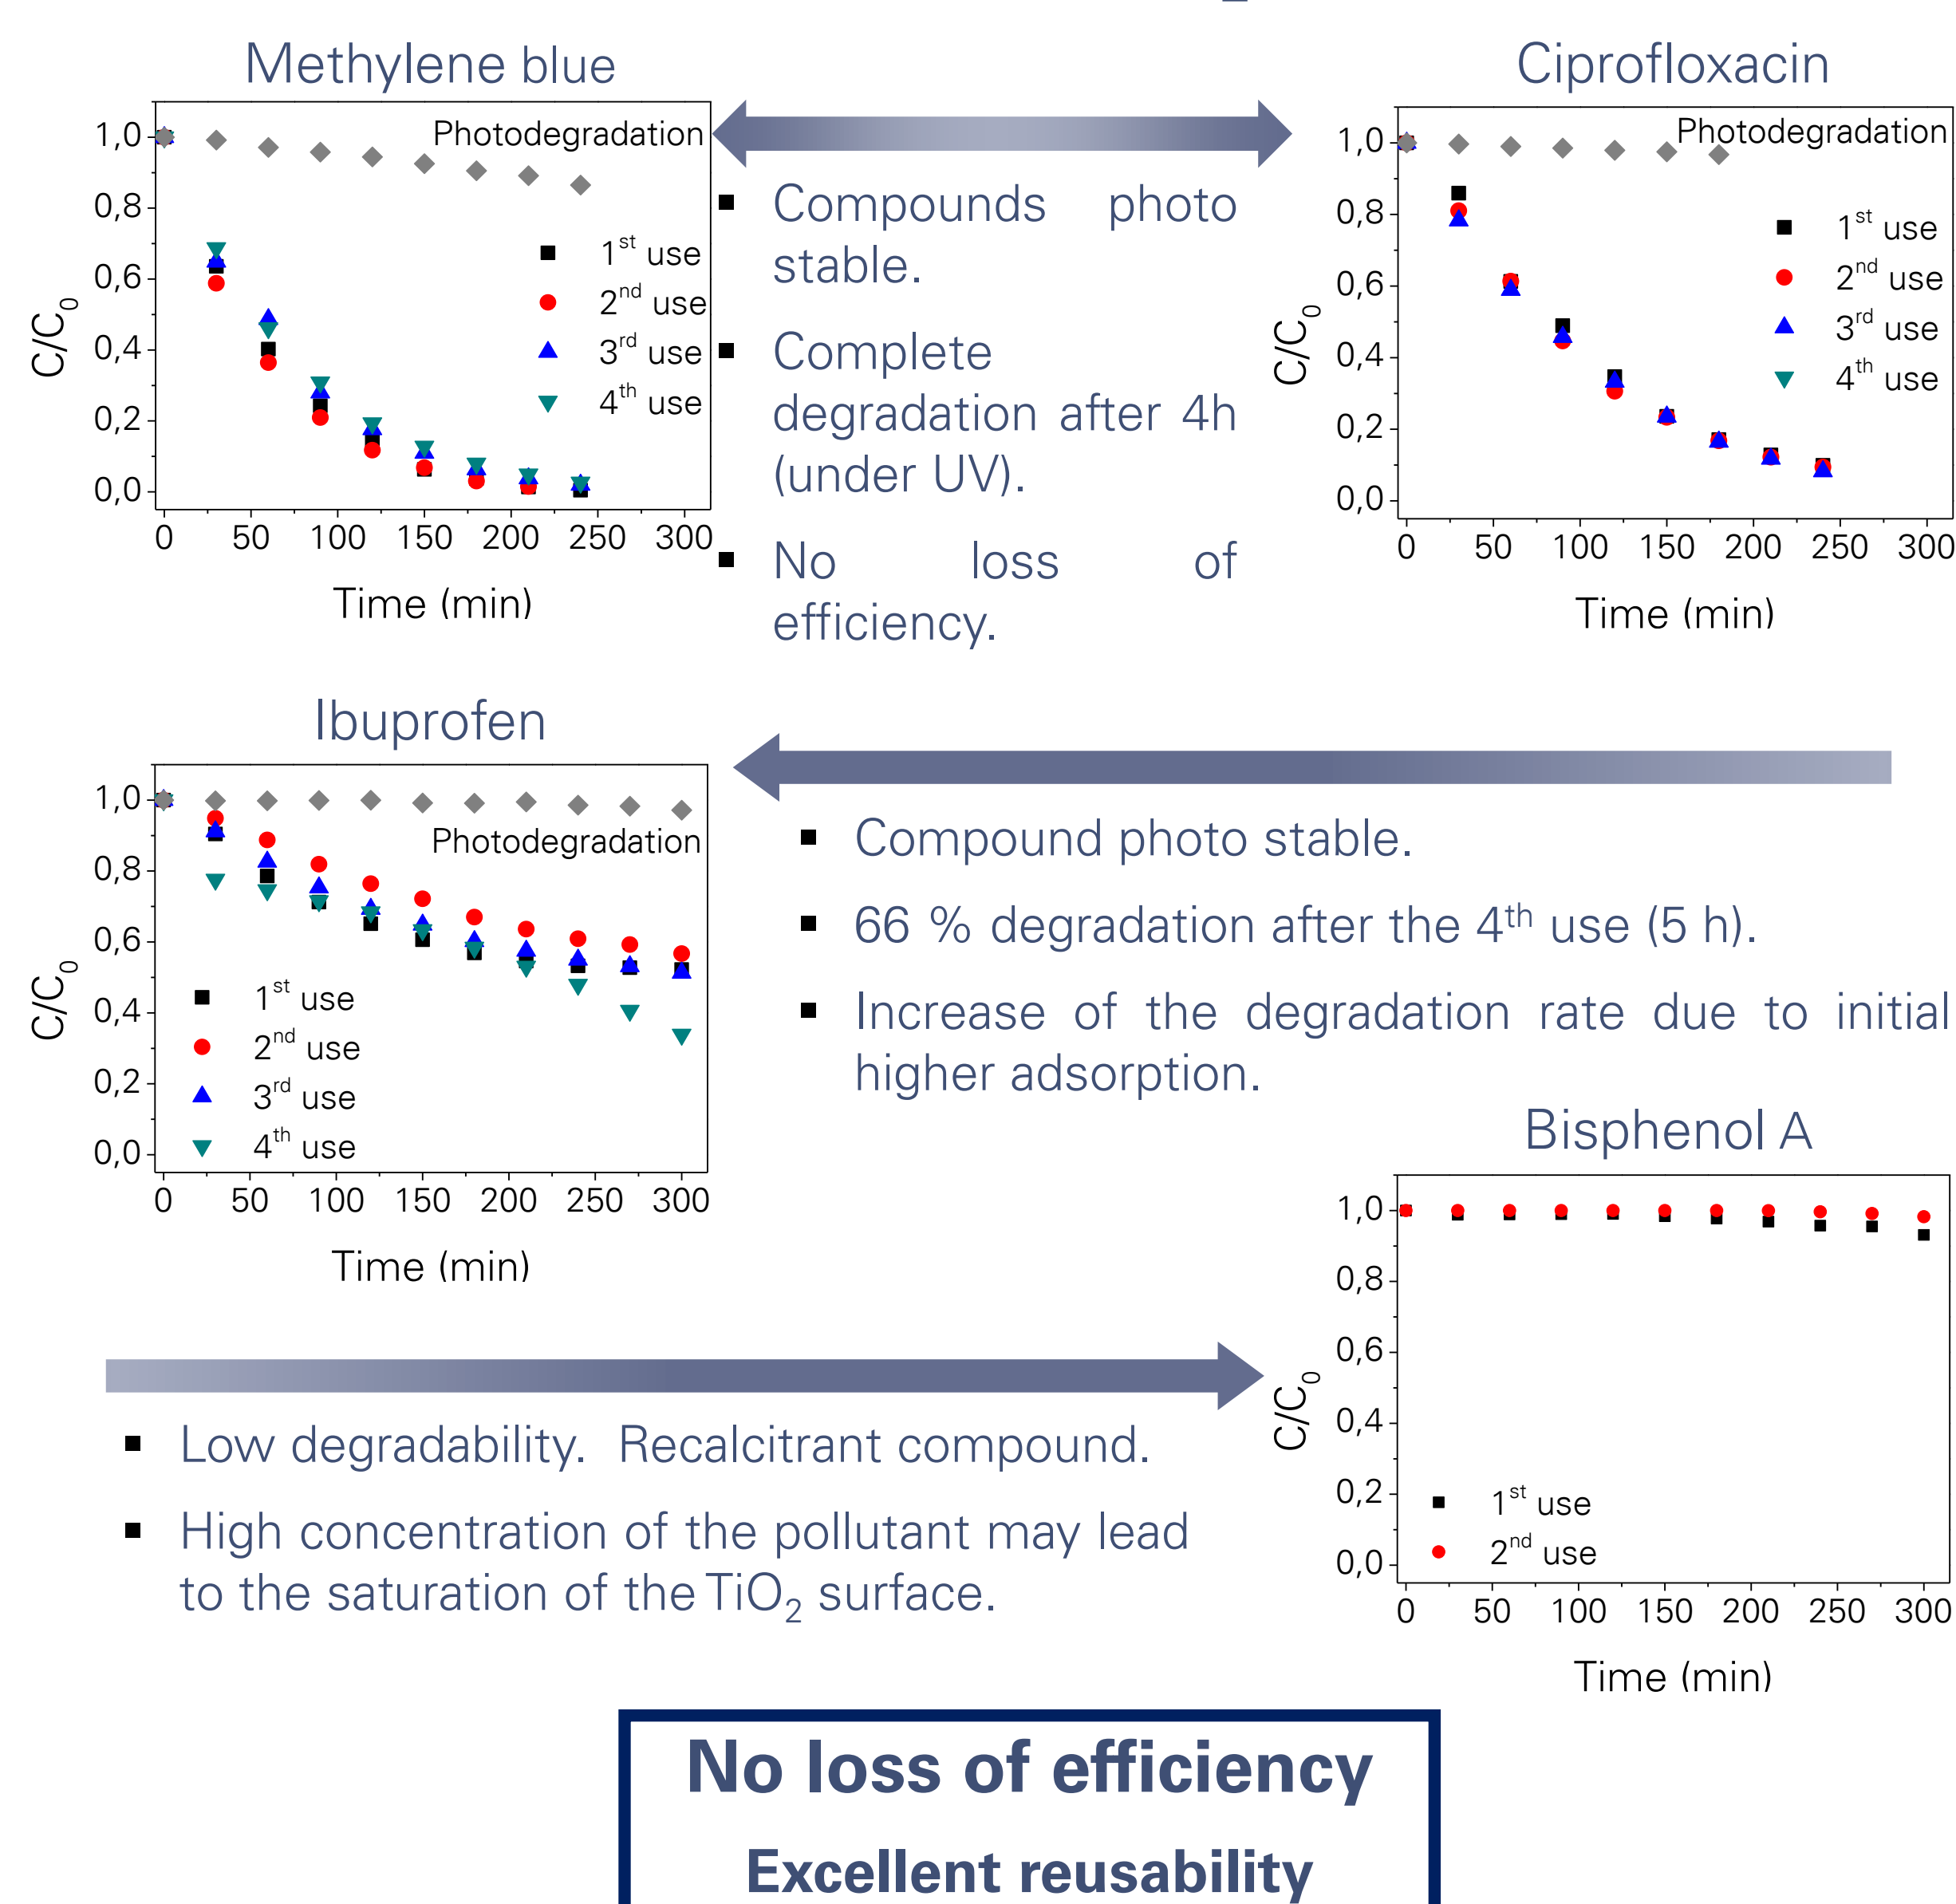 Methylene blue
C/C0
1,0
0,8
0,6
0,4
0,2
0,0
Photodegradation
1st use
2nd use
3rd use
4th use
0 50 100 150 200 250 300
Time (min)
▪ Compounds photo
stable.
▪ Complete
degradation after 4h
(under UV).
▪ No loss of
efficiency.
Ciprofloxacin
C/C0
1,0
0,8
0,6
0,4
0,2
0,0
Photodegradation
1st use
2nd use
3rd use
4th use
0 50 100 150 200 250 300
Time (min)
Ibuprofen
C/C0
1,0
0,8
0,6
0,4
0,2
0,0
Photodegradation
1st use
2nd use
3rd use
4th use
0 50 100 150 200 250 300
Time (min)
▪ Compound photo stable.
▪ 66 % degradation after the 4th use (5 h).
▪ Increase of the degradation rate due to initial
higher adsorption.
Bisphenol A
C/C0
1,0
0,8
0,6
0,4
0,2
0,0
1st use
2nd use
0 50 100 150 200 250 300
Time (min)
▪ Low degradability. Recalcitrant compound.
▪ High concentration of the pollutant may lead
to the saturation of the TiO2 surface.
No loss of efficiency
Excellent reusability